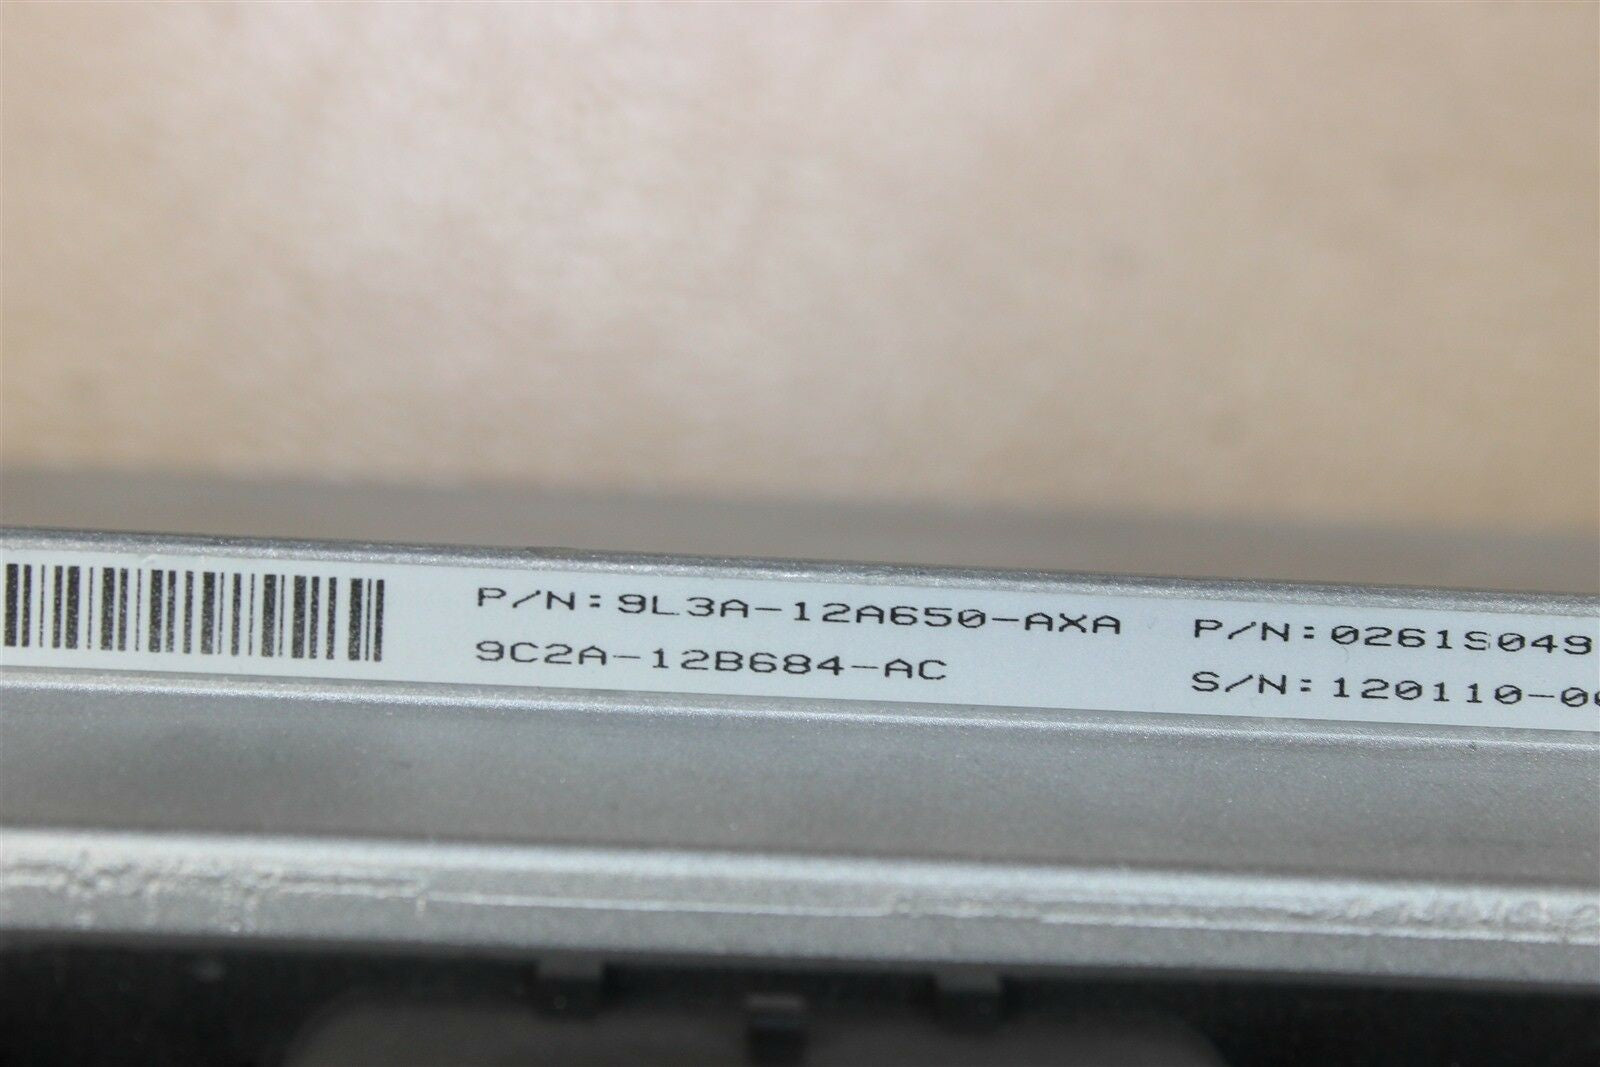 P/N:9L3A-12A650-AXA
9C2A-12B684-AC
P/N:0261S049
S/N:120110-0